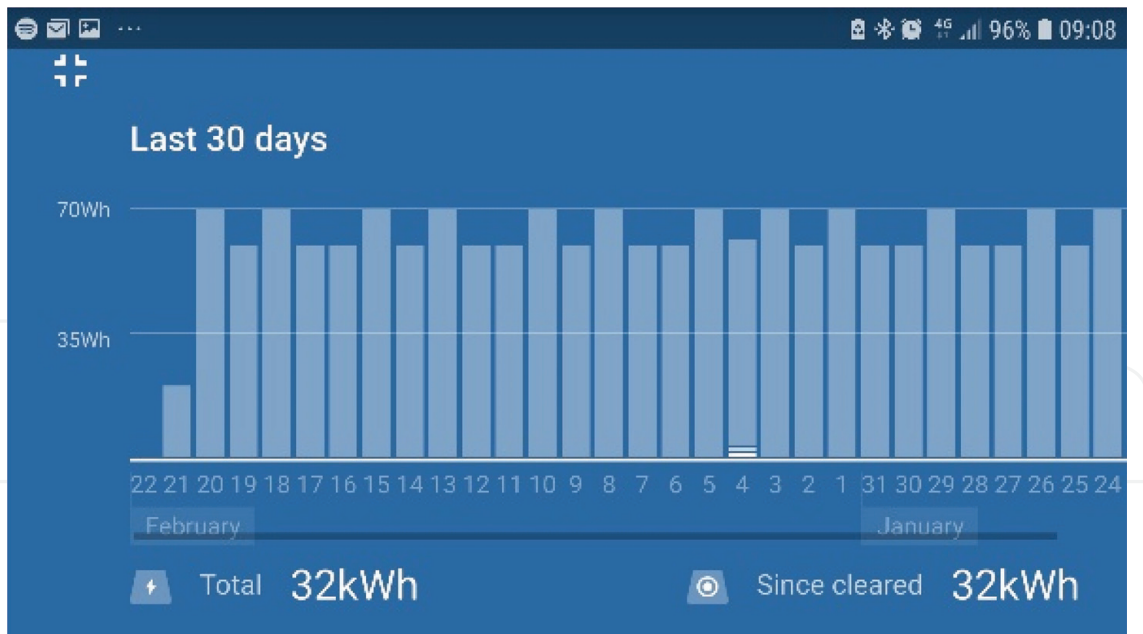 ... 4G 96% 09:08
Last 30 days
70Wh
35Wh
22 21 20 19 18 17 16 15 14 13 12 11 10 9 8 7 6 5 4 3 2 1 31 30 29 28 27 26 25 24
February January
Total 32kWh Since cleared 32kWh